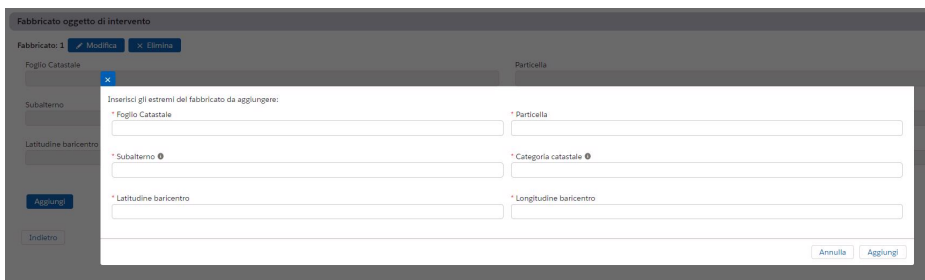 Fabbricato oggetto di intervento
Fabbricato: 1 Modifica × Elimina
Foglio Catastale Particella
×
Inserisci gli estremi del fabbricato da aggiungere:
* Foglio Catastale * Particella
Subalterno
* Subalterno * Categoria catastale
Latitudine baricentro
* Latitudine baricentro * Longitudine baricentro
Aggiungi
Indietro
Annulla Aggiungi